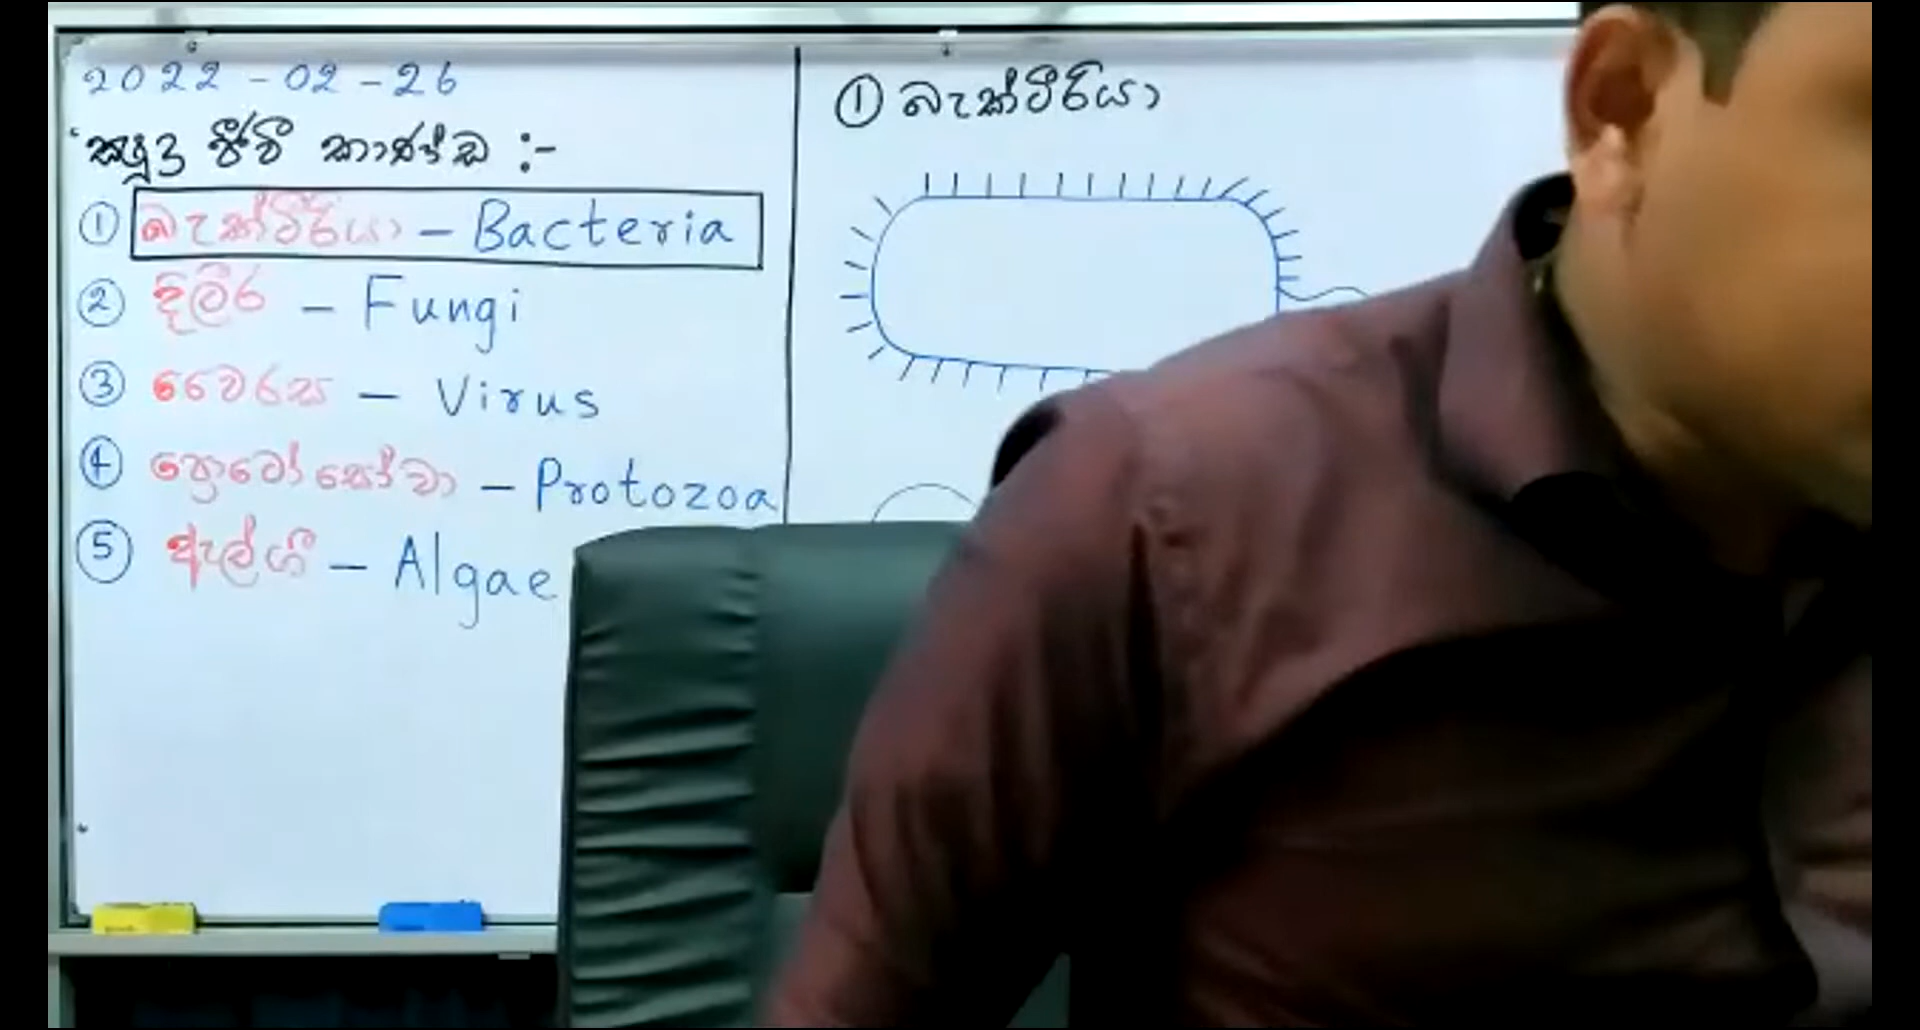 2022-02-26
ක්ෂුද්‍ර ජීවී කාණ්ඩ :-
① බැක්ටීරියා - Bacteria
② දිලීර - Fungi
③ වෛරස - Virus
④ ප්‍රොටෝසෝවා - Protozoa
⑤ ඇල්ගී - Algae
① බැක්ටීරියා